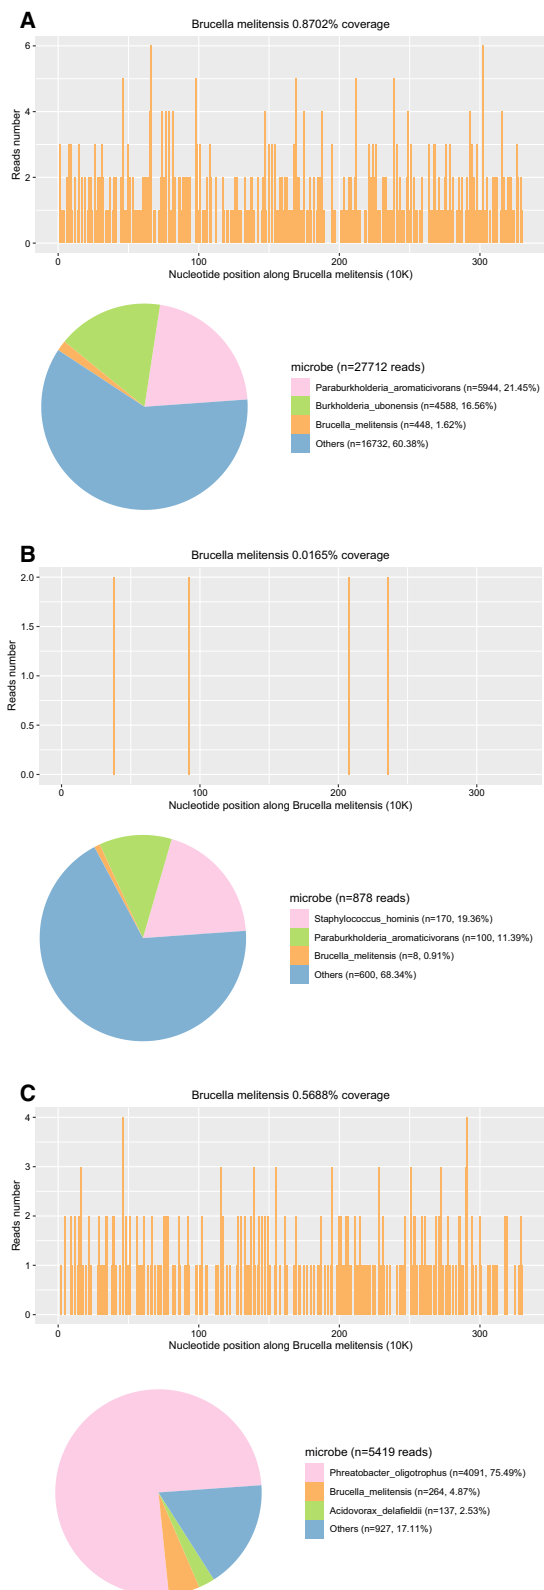 A
Brucella melitensis 0.8702% coverage
Reads number
6
4
2
0
0
100
200
300
Nucleotide position along Brucella melitensis (10K)
microbe (n=27712 reads)
Paraburkholderia_aromaticivorans (n=5944, 21.45%)
Burkholderia_ubonensis (n=4588, 16.56%)
Brucella_melitensis (n=448, 1.62%)
Others (n=16732, 60.38%)
B
Brucella melitensis 0.0165% coverage
Reads number
2.0
1.5
1.0
0.5
0.0
0
100
200
300
Nucleotide position along Brucella melitensis (10K)
microbe (n=878 reads)
Staphylococcus_hominis (n=170, 19.36%)
Paraburkholderia_aromaticivorans (n=100, 11.39%)
Brucella_melitensis (n=8, 0.91%)
Others (n=600, 68.34%)
C
Brucella melitensis 0.5688% coverage
Reads number
4
3
2
1
0
0
100
200
300
Nucleotide position along Brucella melitensis (10K)
microbe (n=5419 reads)
Phreatobacter_oligotrophus (n=4091, 75.49%)
Brucella_melitensis (n=264, 4.87%)
Acidovorax_delafieldii (n=137, 2.53%)
Others (n=927, 17.11%)